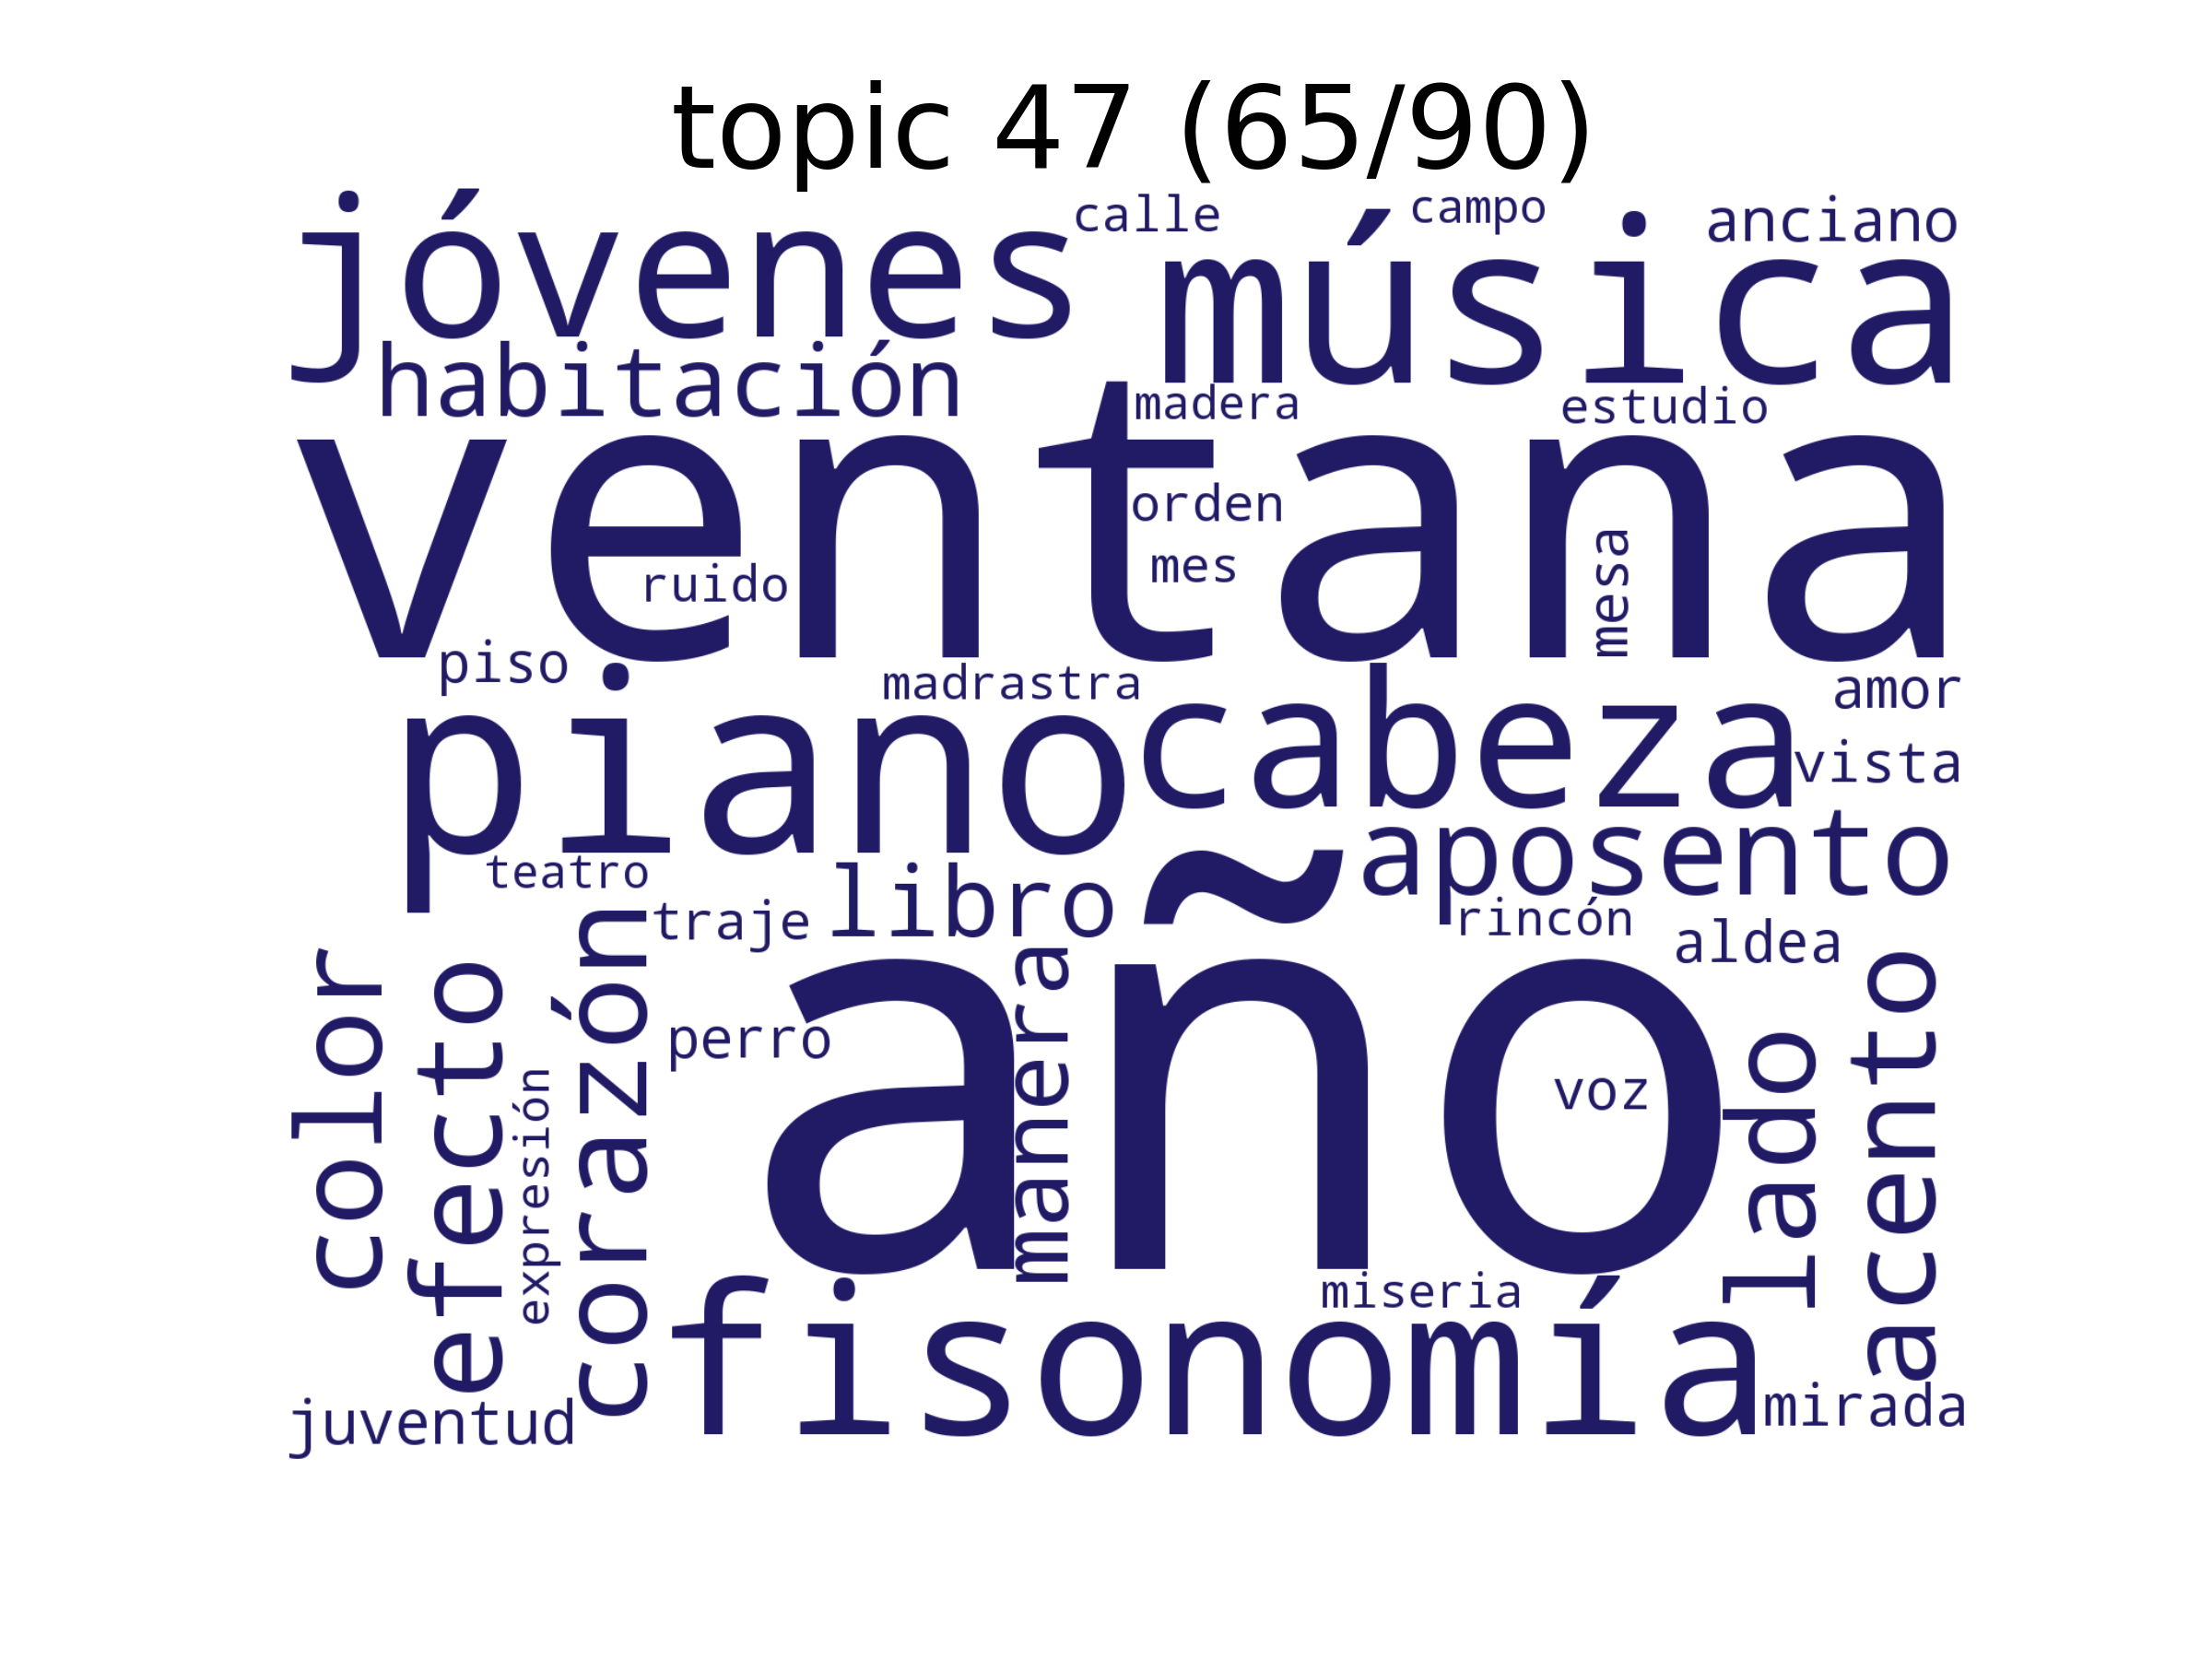 topic 47 (65/90)
jóvenes
calle
música
campo
anciano
habitación
madera
estudio
ventana
orden
mes
mesa
ruido
piso
madrastra
amor
piano
cabeza
vista
aposento
teatro
traje
libro
rincón
aldea
año
color
efecto
expresión
corazón
perro
manera
voz
lado
acento
miseria
fisonomía
juventud
mirada